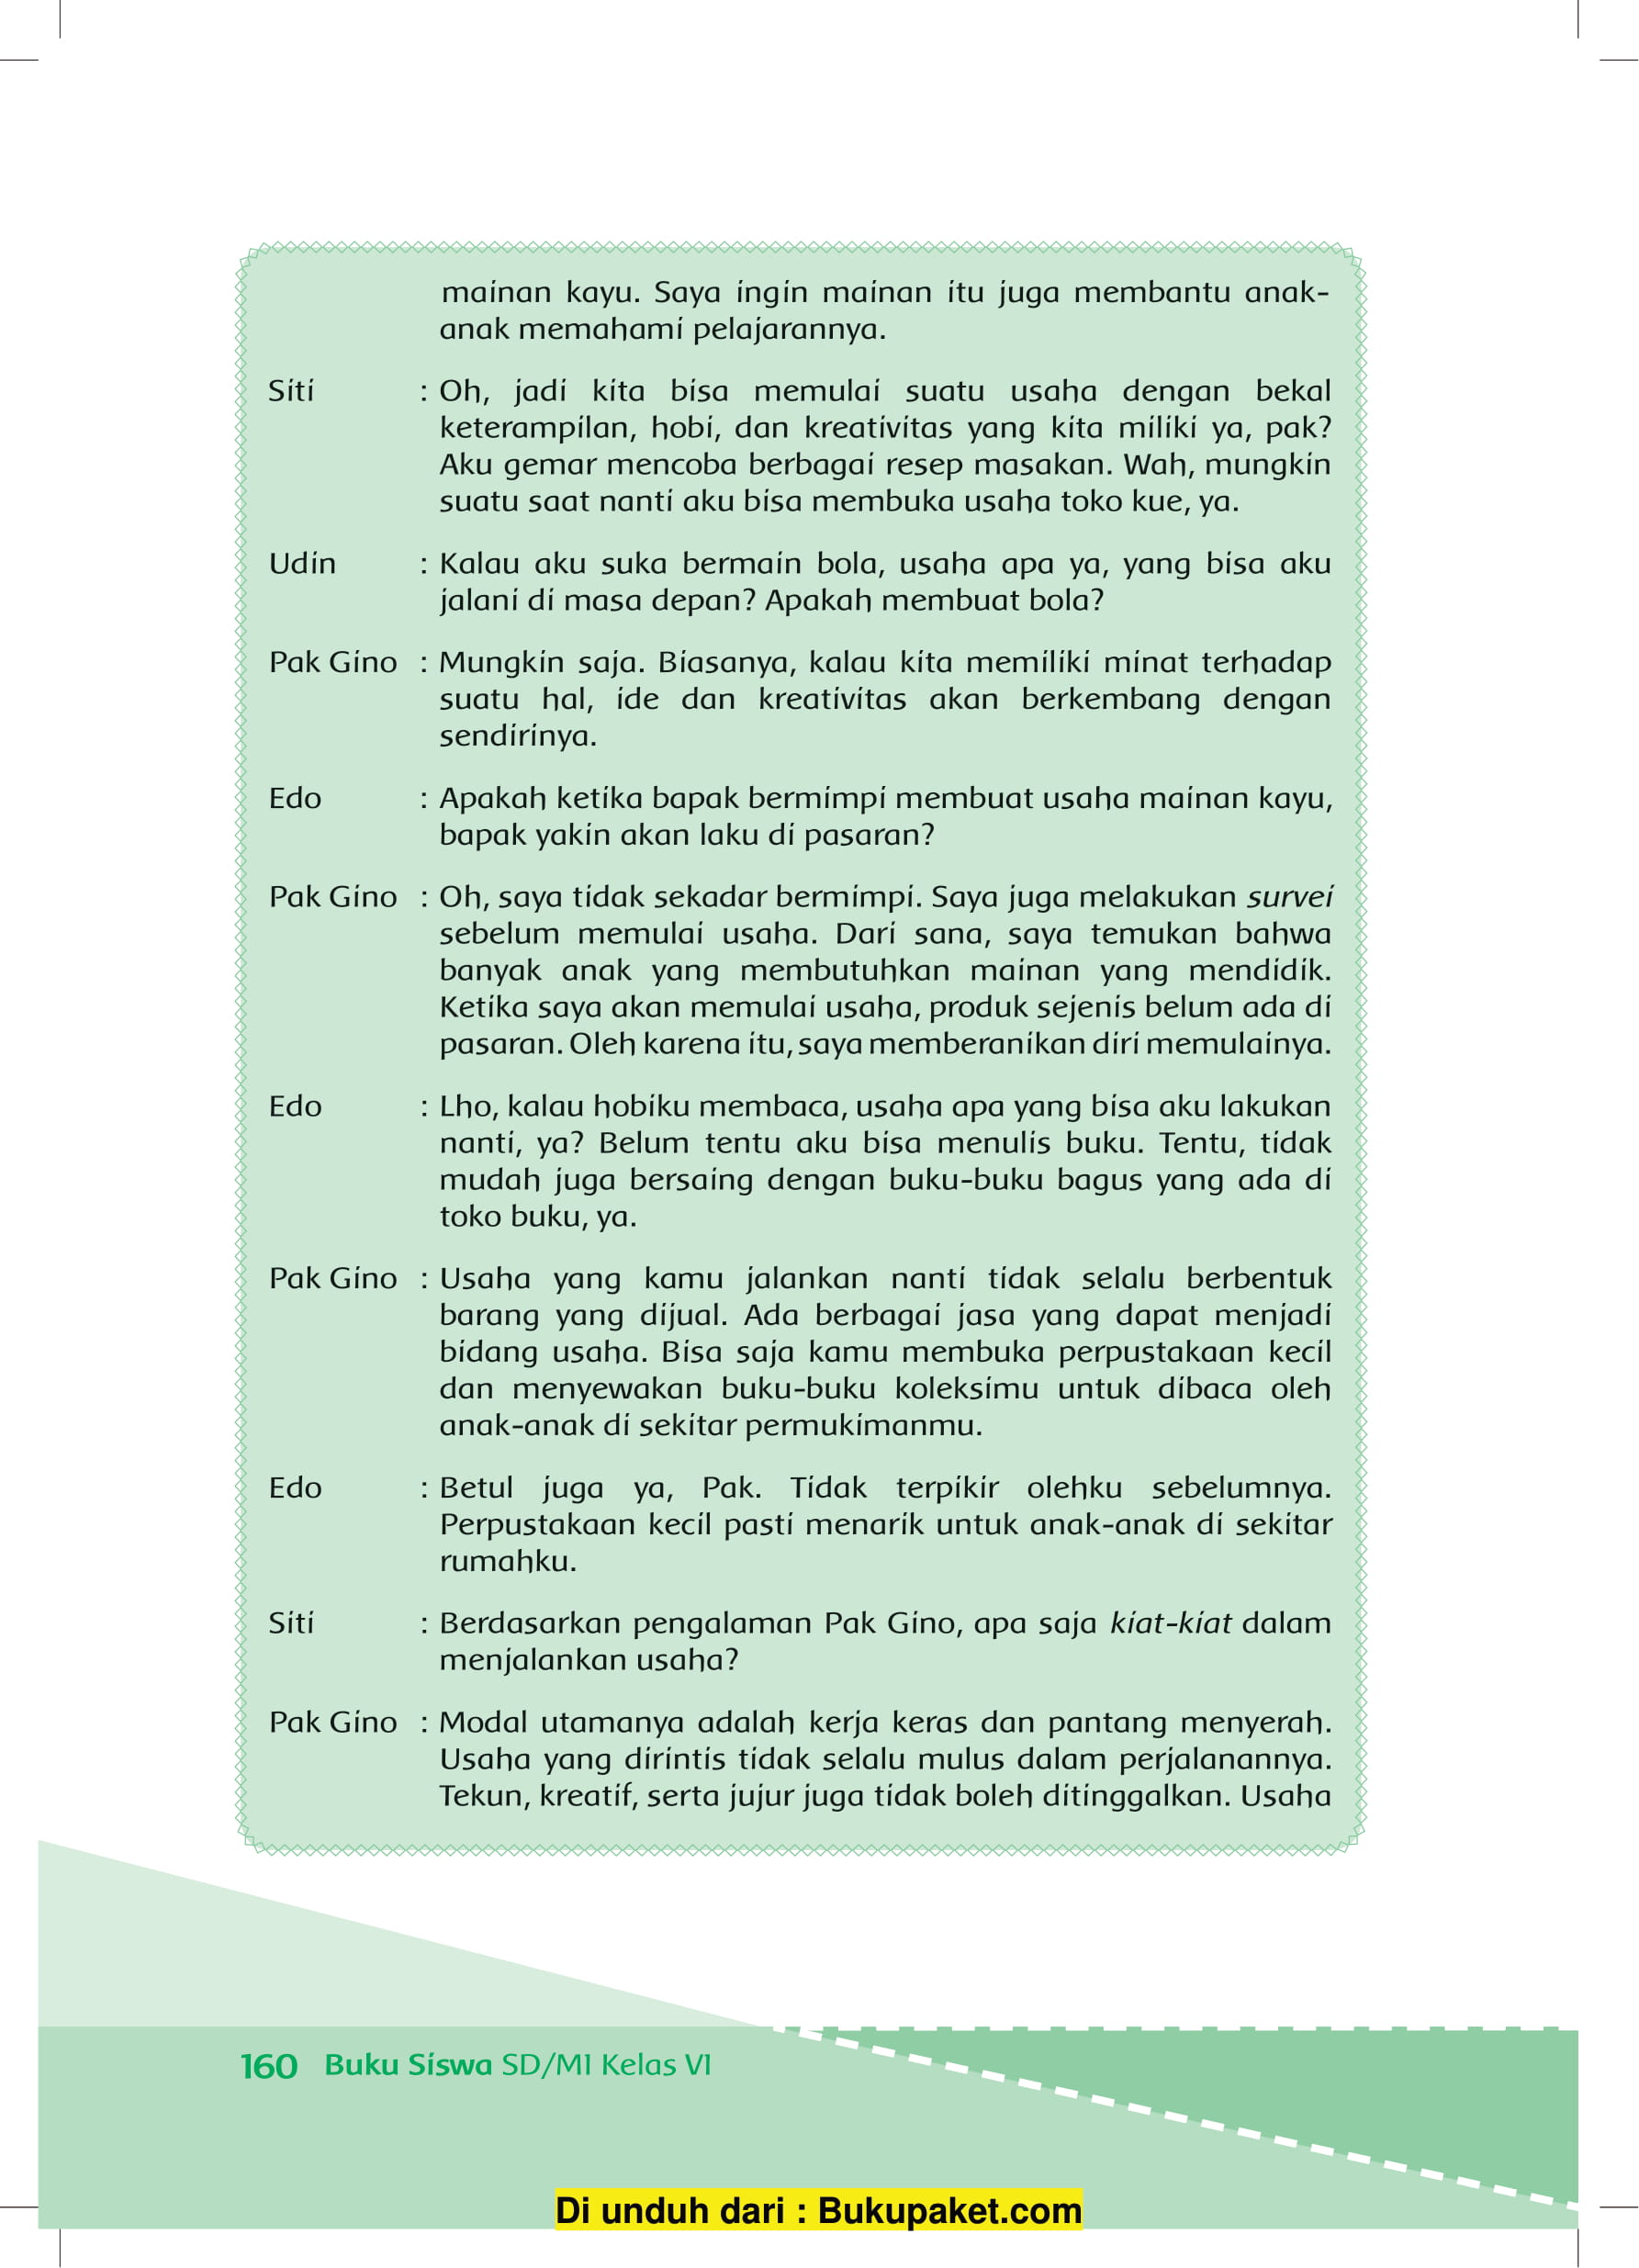 mainan kayu. Saya ingin mainan itu juga membantu anak-
anak memahami pelajarannya.
Siti : Oh, jadi kita bisa memulai suatu usaha dengan bekal
keterampilan, hobi, dan kreativitas yang kita miliki ya, pak?
Aku gemar mencoba berbagai resep masakan. Wah, mungkin
suatu saat nanti aku bisa membuka usaha toko kue, ya.
Udin : Kalau aku suka bermain bola, usaha apa ya, yang bisa aku
jalani di masa depan? Apakah membuat bola?
Pak Gino : Mungkin saja. Biasanya, kalau kita memiliki minat terhadap
suatu hal, ide dan kreativitas akan berkembang dengan
sendirinya.
Edo : Apakah ketika bapak bermimpi membuat usaha mainan kayu,
bapak yakin akan laku di pasaran?
Pak Gino : Oh, saya tidak sekadar bermimpi. Saya juga melakukan survei
sebelum memulai usaha. Dari sana, saya temukan bahwa
banyak anak yang membutuhkan mainan yang mendidik.
Ketika saya akan memulai usaha, produk sejenis belum ada di
pasaran. Oleh karena itu, saya memberanikan diri memulainya.
Edo : Lho, kalau hobiku membaca, usaha apa yang bisa aku lakukan
nanti, ya? Belum tentu aku bisa menulis buku. Tentu, tidak
mudah juga bersaing dengan buku-buku bagus yang ada di
toko buku, ya.
Pak Gino : Usaha yang kamu jalankan nanti tidak selalu berbentuk
barang yang dijual. Ada berbagai jasa yang dapat menjadi
bidang usaha. Bisa saja kamu membuka perpustakaan kecil
dan menyewakan buku-buku koleksimu untuk dibaca oleh
anak-anak di sekitar permukimanmu.
Edo : Betul juga ya, Pak. Tidak terpikir olehku sebelumnya.
Perpustakaan kecil pasti menarik untuk anak-anak di sekitar
rumahku.
Siti : Berdasarkan pengalaman Pak Gino, apa saja kiat-kiat dalam
menjalankan usaha?
Pak Gino : Modal utamanya adalah kerja keras dan pantang menyerah.
Usaha yang dirintis tidak selalu mulus dalam perjalanannya.
Tekun, kreatif, serta jujur juga tidak boleh ditinggalkan. Usaha
160 Buku Siswa SD/MI Kelas VI
Di unduh dari : Bukupaket.com